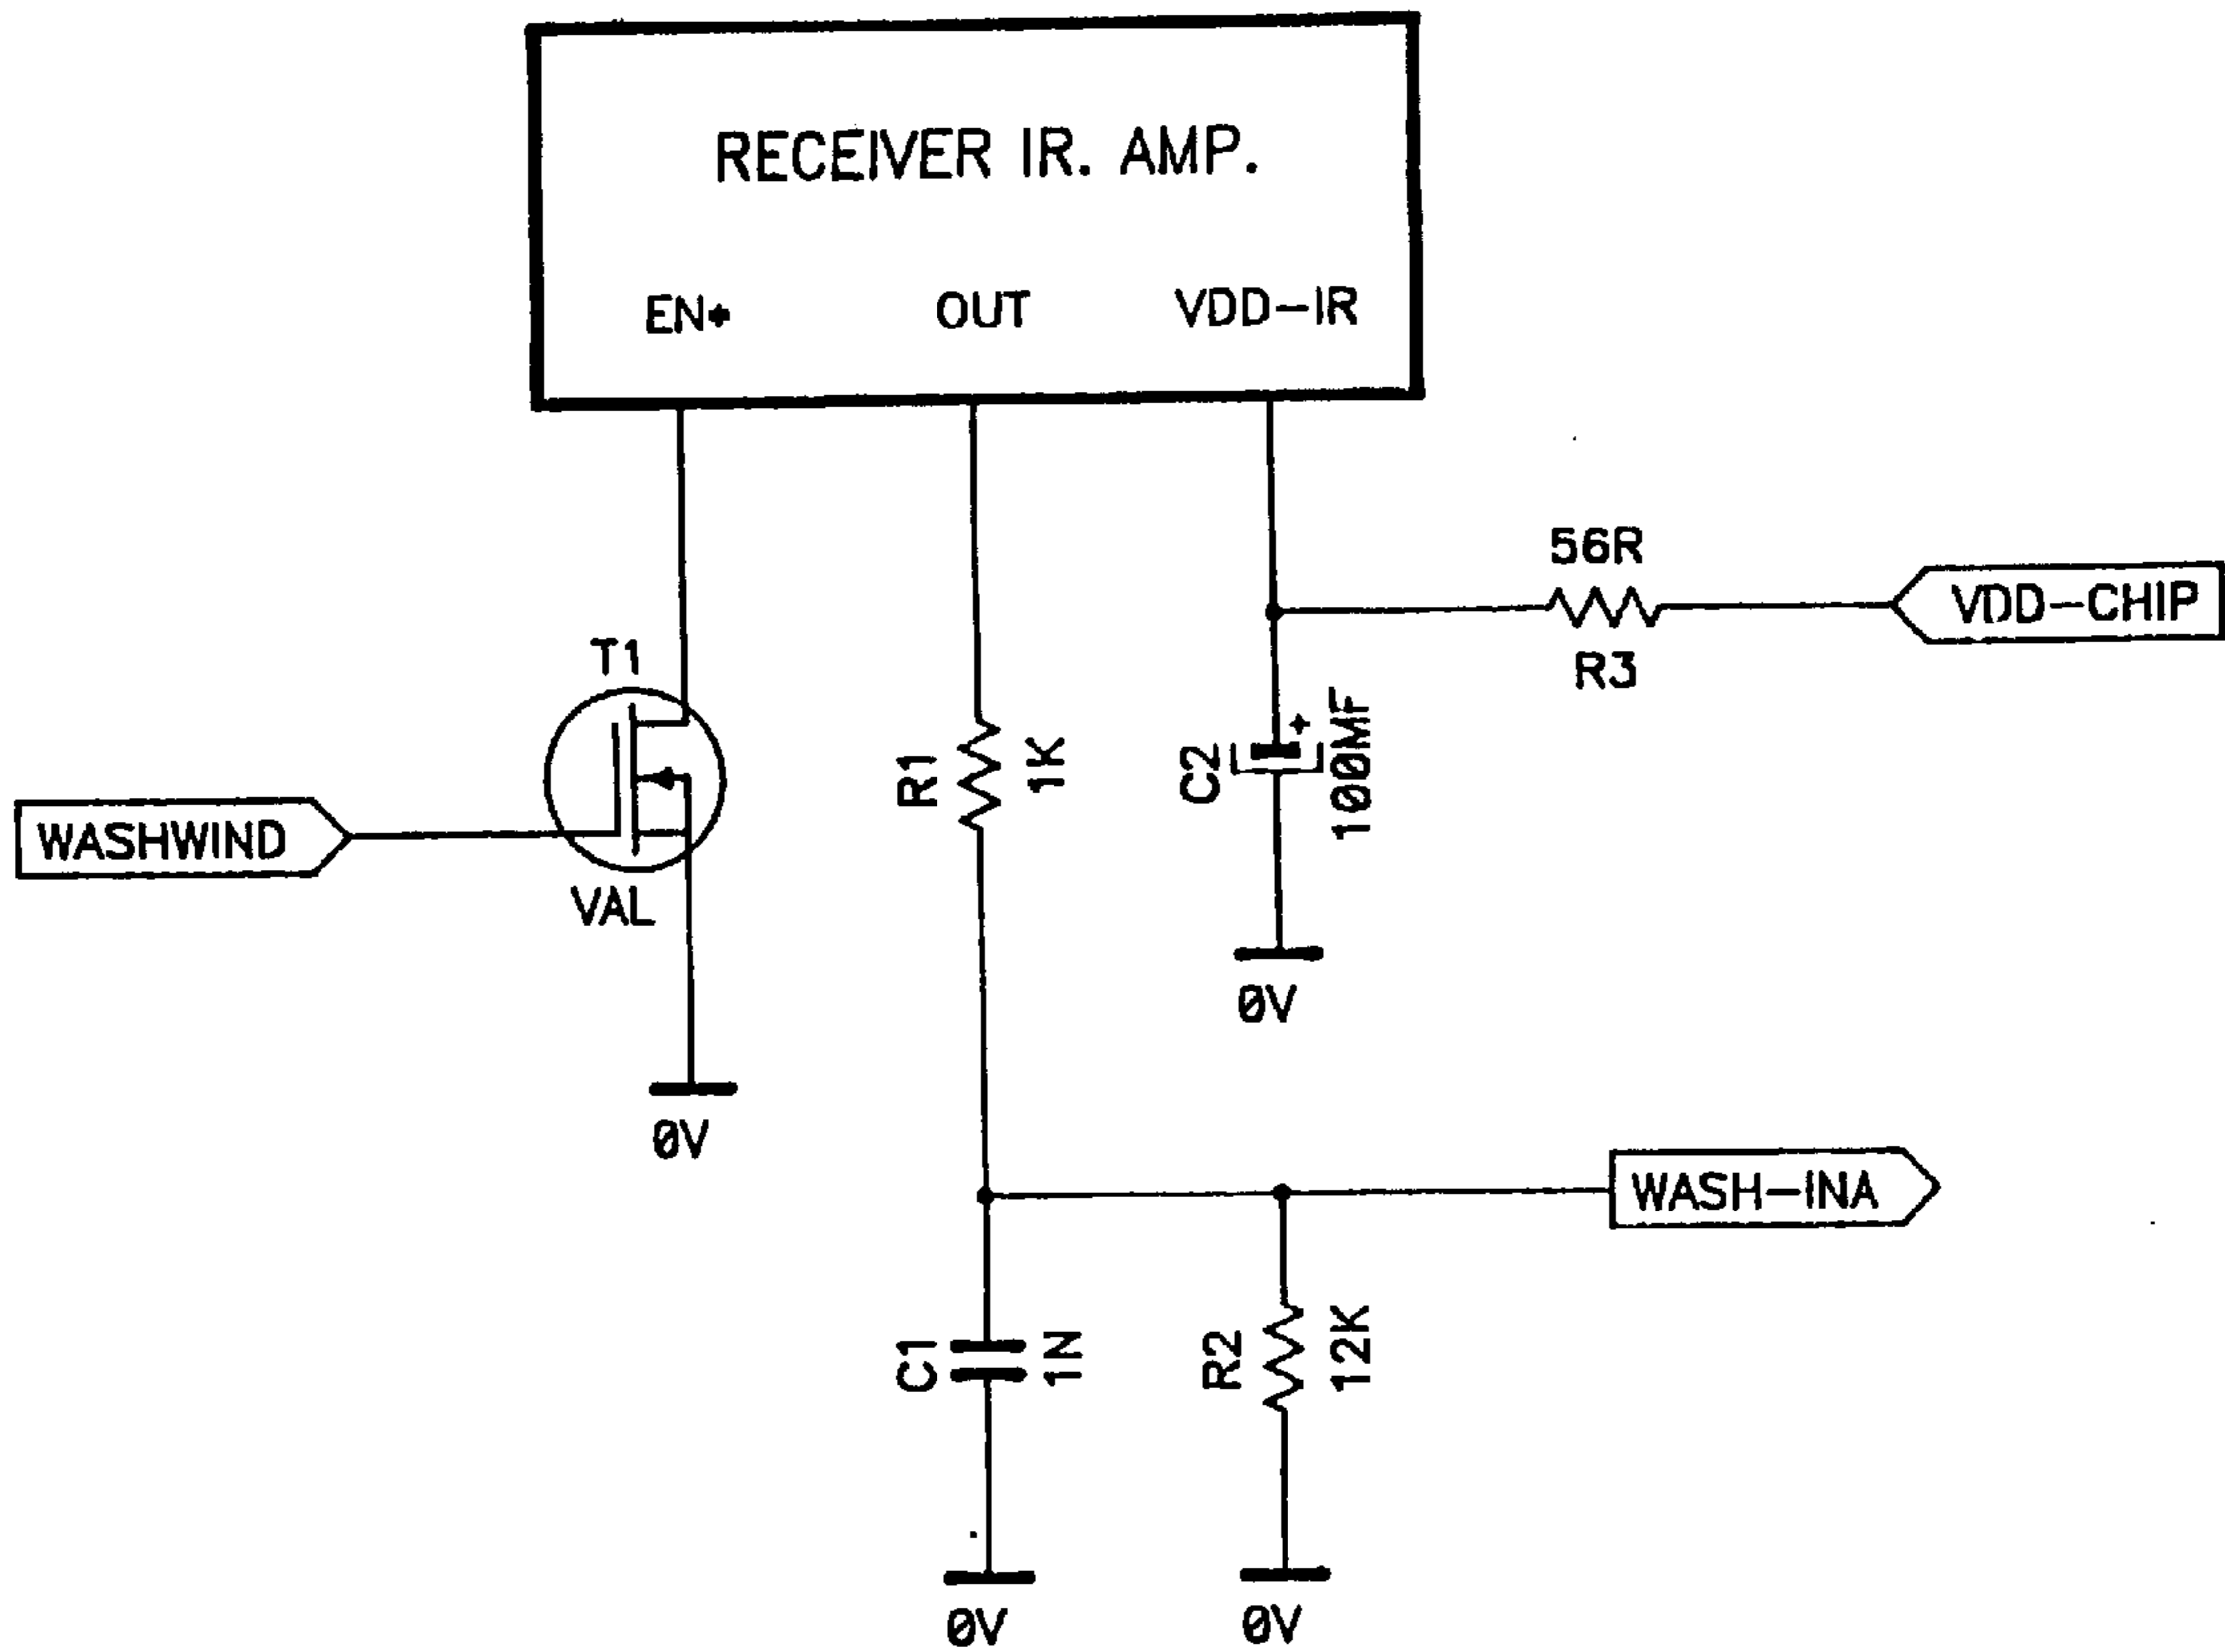 RECEIVER IR. AMP.
EN*
OUT
VDD-IR
56R
VDD-CHIP
R3
T1
WASHWIND
VAL
R1
1K
C2
+
100MF
0V
0V
WASH-INA
C1
1N
R2
12K
0V
0V